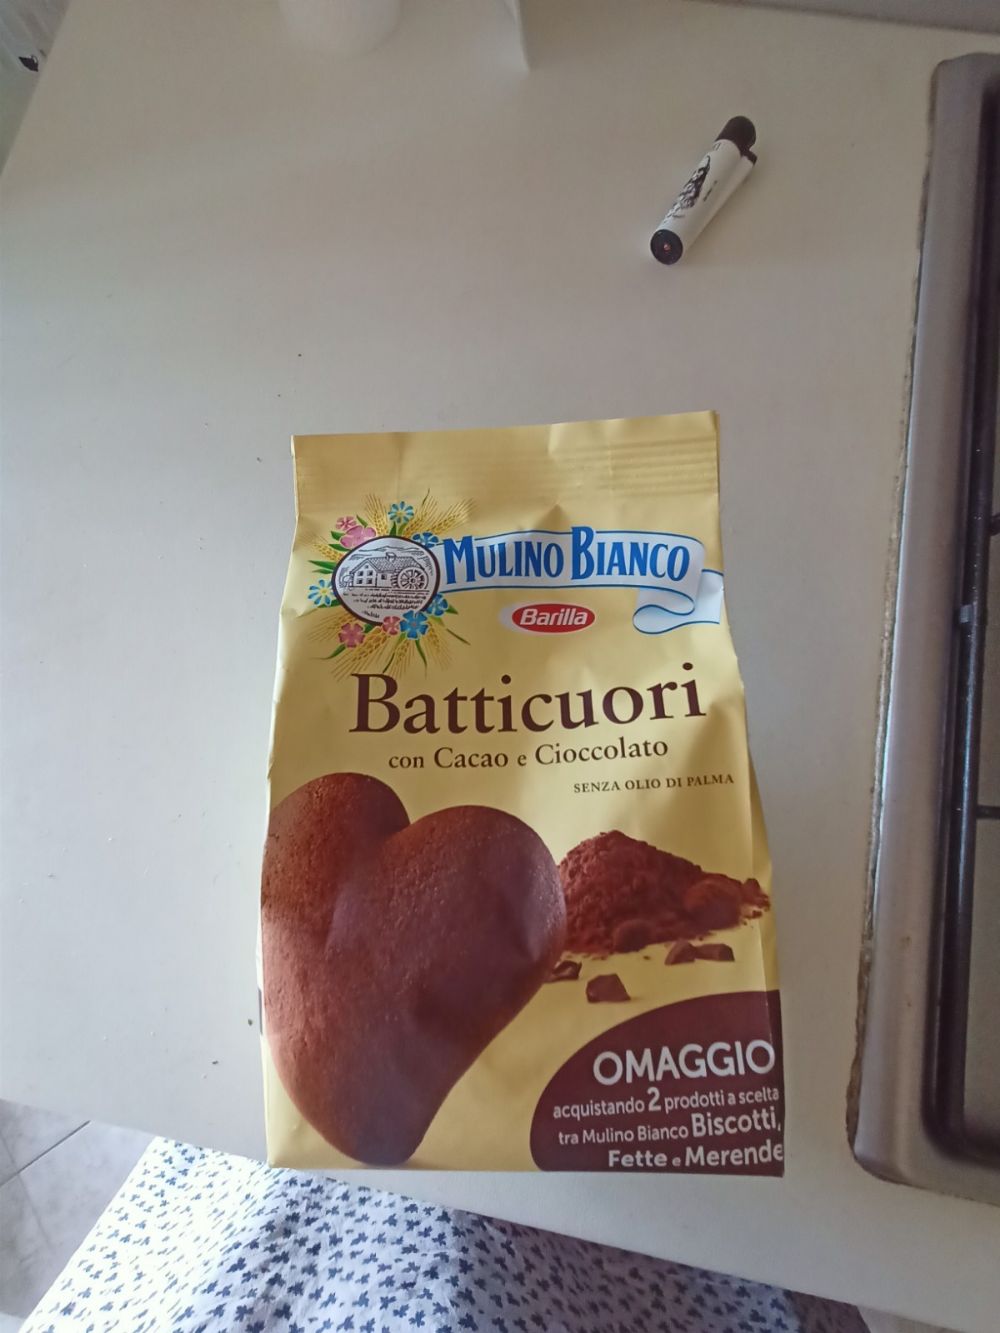 MULINO BIANCO
Barilla
Batticuori
con Cacao e Cioccolato
SENZA OLIO DI PALMA
OMAGGIO
acquistando 2 prodotti a scelta
tra Mulino Bianco Biscotti,
Fette e Merende